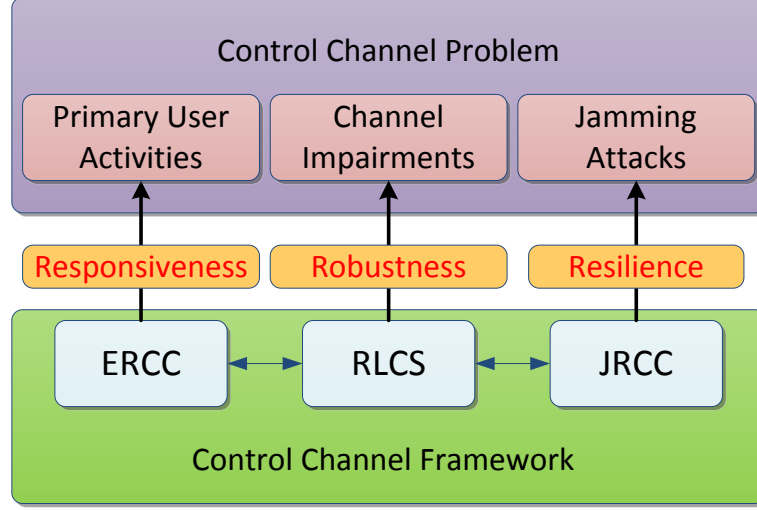 Control Channel Problem
Primary User
Activities
Channel
Impairments
Jamming
Attacks
Responsiveness
Robustness
Resilience
ERCC
RLCS
JRCC
Control Channel Framework